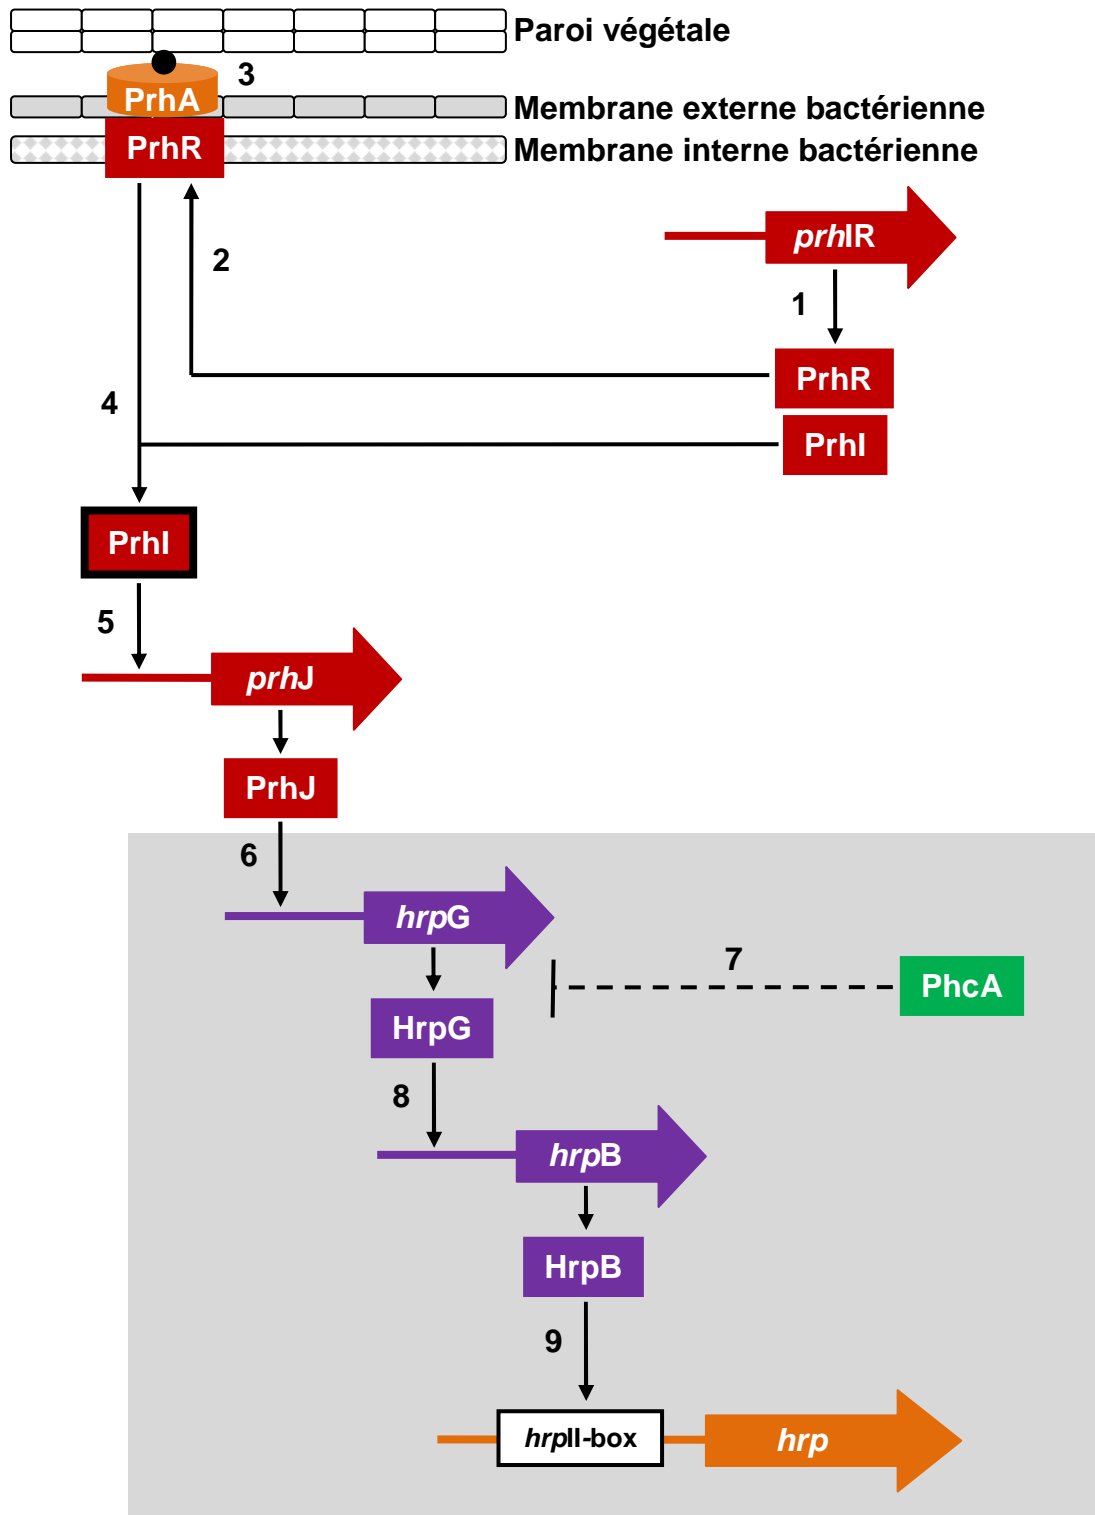 Paroi végétale
3
PrhA
Membrane externe bactérienne
PrhR
Membrane interne bactérienne
prhIR
2
1
PrhR
4
PrhI
PrhI
5
prhJ
PrhJ
6
hrpG
7
PhcA
HrpG
8
hrpB
HrpB
9
hrpII-box
hrp